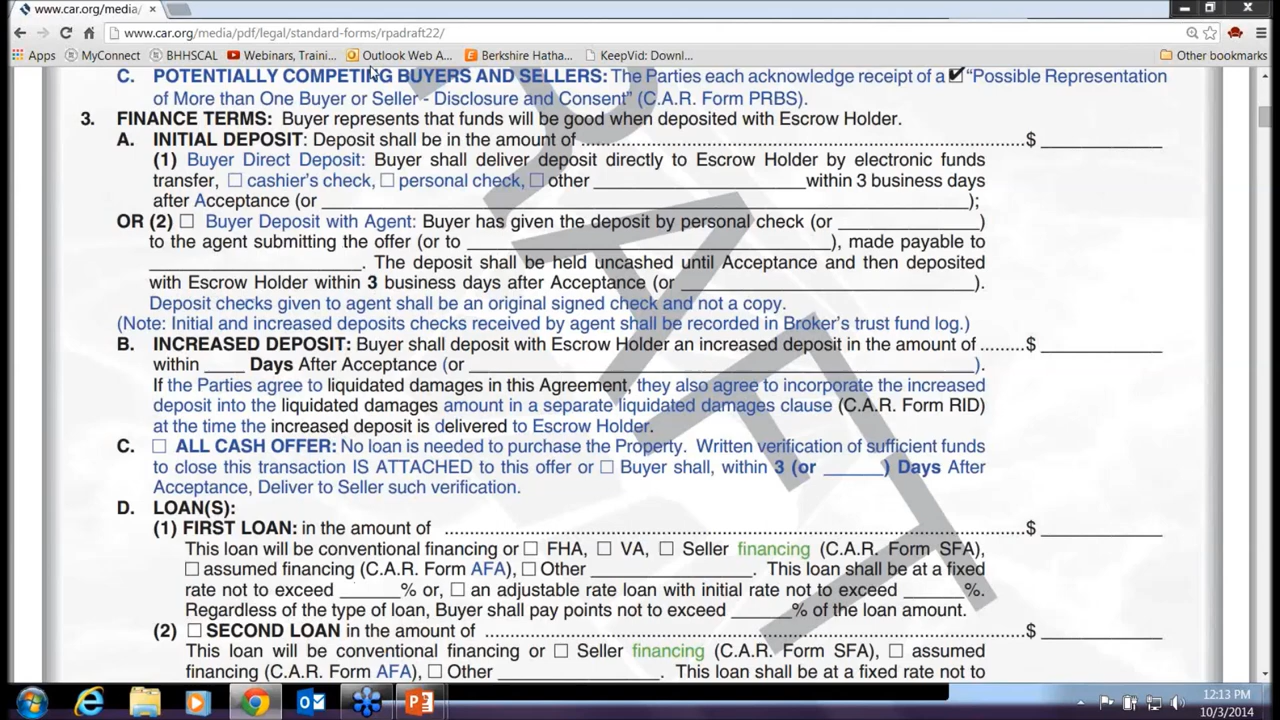 www.car.org/media/
www.car.org/media/pdf/legal/standard-forms/rpadraft22/
Apps MyConnect BHHSCAL Webinars, Traini... Outlook Web A... Berkshire Hatha... KeepVid: Downl... Other bookmarks
C. POTENTIALLY COMPETING BUYERS AND SELLERS: The Parties each acknowledge receipt of a ☑ “Possible Representation
of More than One Buyer or Seller - Disclosure and Consent” (C.A.R. Form PRBS).
3. FINANCE TERMS: Buyer represents that funds will be good when deposited with Escrow Holder.
A. INITIAL DEPOSIT: Deposit shall be in the amount of ........................................................................................$ ______________
(1) Buyer Direct Deposit: Buyer shall deliver deposit directly to Escrow Holder by electronic funds
transfer, ☐ cashier’s check, ☐ personal check, ☐ other ________________________within 3 business days
after Acceptance (or ______________________________________________________________);
OR (2) ☐ Buyer Deposit with Agent: Buyer has given the deposit by personal check (or ______________)
to the agent submitting the offer (or to ___________________________________), made payable to
________________________. The deposit shall be held uncashed until Acceptance and then deposited
with Escrow Holder within 3 business days after Acceptance (or ____________________________).
Deposit checks given to agent shall be an original signed check and not a copy.
(Note: Initial and increased deposits checks received by agent shall be recorded in Broker’s trust fund log.)
B. INCREASED DEPOSIT: Buyer shall deposit with Escrow Holder an increased deposit in the amount of ........$ ______________
within ____ Days After Acceptance (or _________________________________________________).
If the Parties agree to liquidated damages in this Agreement, they also agree to incorporate the increased
deposit into the liquidated damages amount in a separate liquidated damages clause (C.A.R. Form RID)
at the time the increased deposit is delivered to Escrow Holder.
C. ☐ ALL CASH OFFER: No loan is needed to purchase the Property. Written verification of sufficient funds
to close this transaction IS ATTACHED to this offer or ☐ Buyer shall, within 3 (or ______) Days After
Acceptance, Deliver to Seller such verification.
D. LOAN(S):
(1) FIRST LOAN: in the amount of ........................................................................................................$ ______________
This loan will be conventional financing or ☐ FHA, ☐ VA, ☐ Seller financing (C.A.R. Form SFA),
☐ assumed financing (C.A.R. Form AFA), ☐ Other __________________. This loan shall be at a fixed
rate not to exceed ______% or, ☐ an adjustable rate loan with initial rate not to exceed ______%.
Regardless of the type of loan, Buyer shall pay points not to exceed ______% of the loan amount.
(2) ☐ SECOND LOAN in the amount of ................................................................................................$ ______________
This loan will be conventional financing or ☐ Seller financing (C.A.R. Form SFA), ☐ assumed
financing (C.A.R. Form AFA), ☐ Other __________________. This loan shall be at a fixed rate not to
DRAFT
12:13 PM
10/3/2014